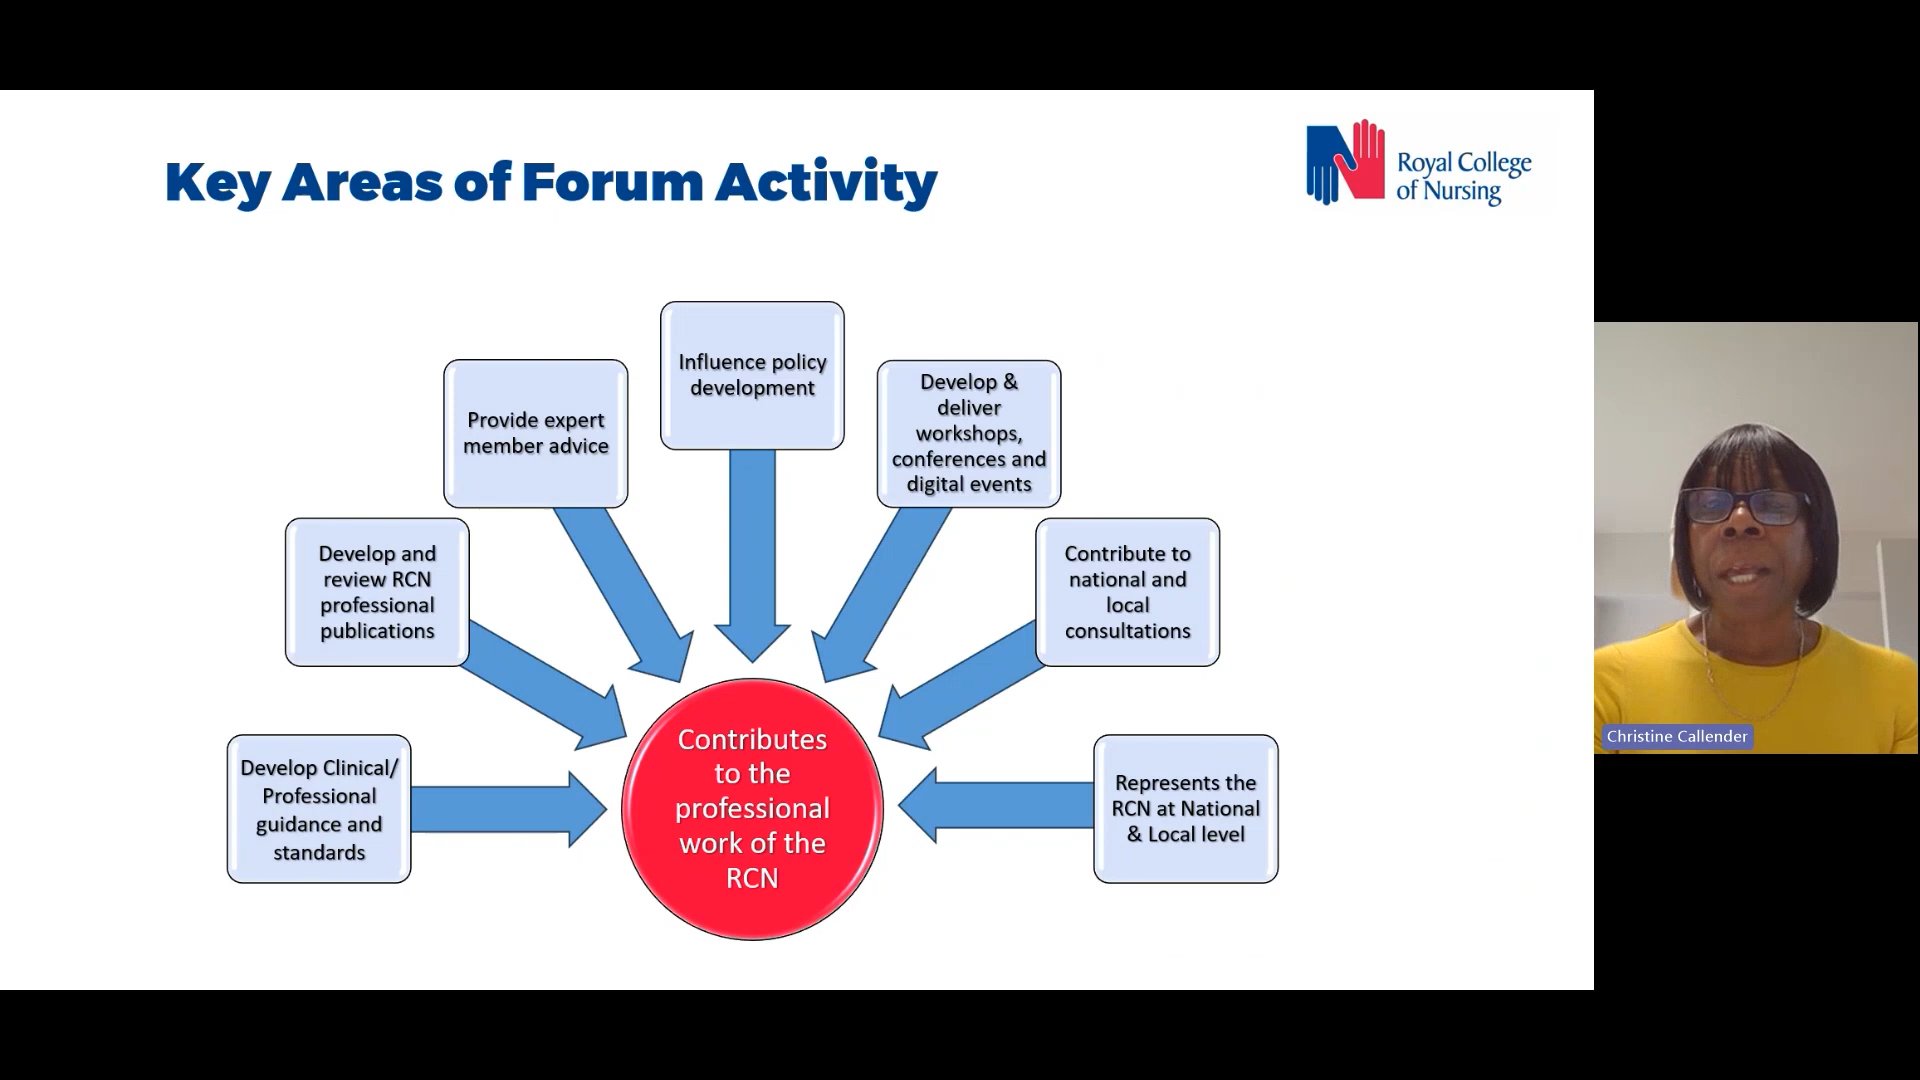 Key Areas of Forum Activity
Royal College
of Nursing
Influence policy
development
Provide expert
member advice
Develop &
deliver
workshops,
conferences and
digital events
Develop and
review RCN
professional
publications
Contribute to
national and
local
consultations
Develop Clinical/
Professional
guidance and
standards
Contributes
to the
professional
work of the
RCN
Represents the
RCN at National
& Local level
Christine Callender